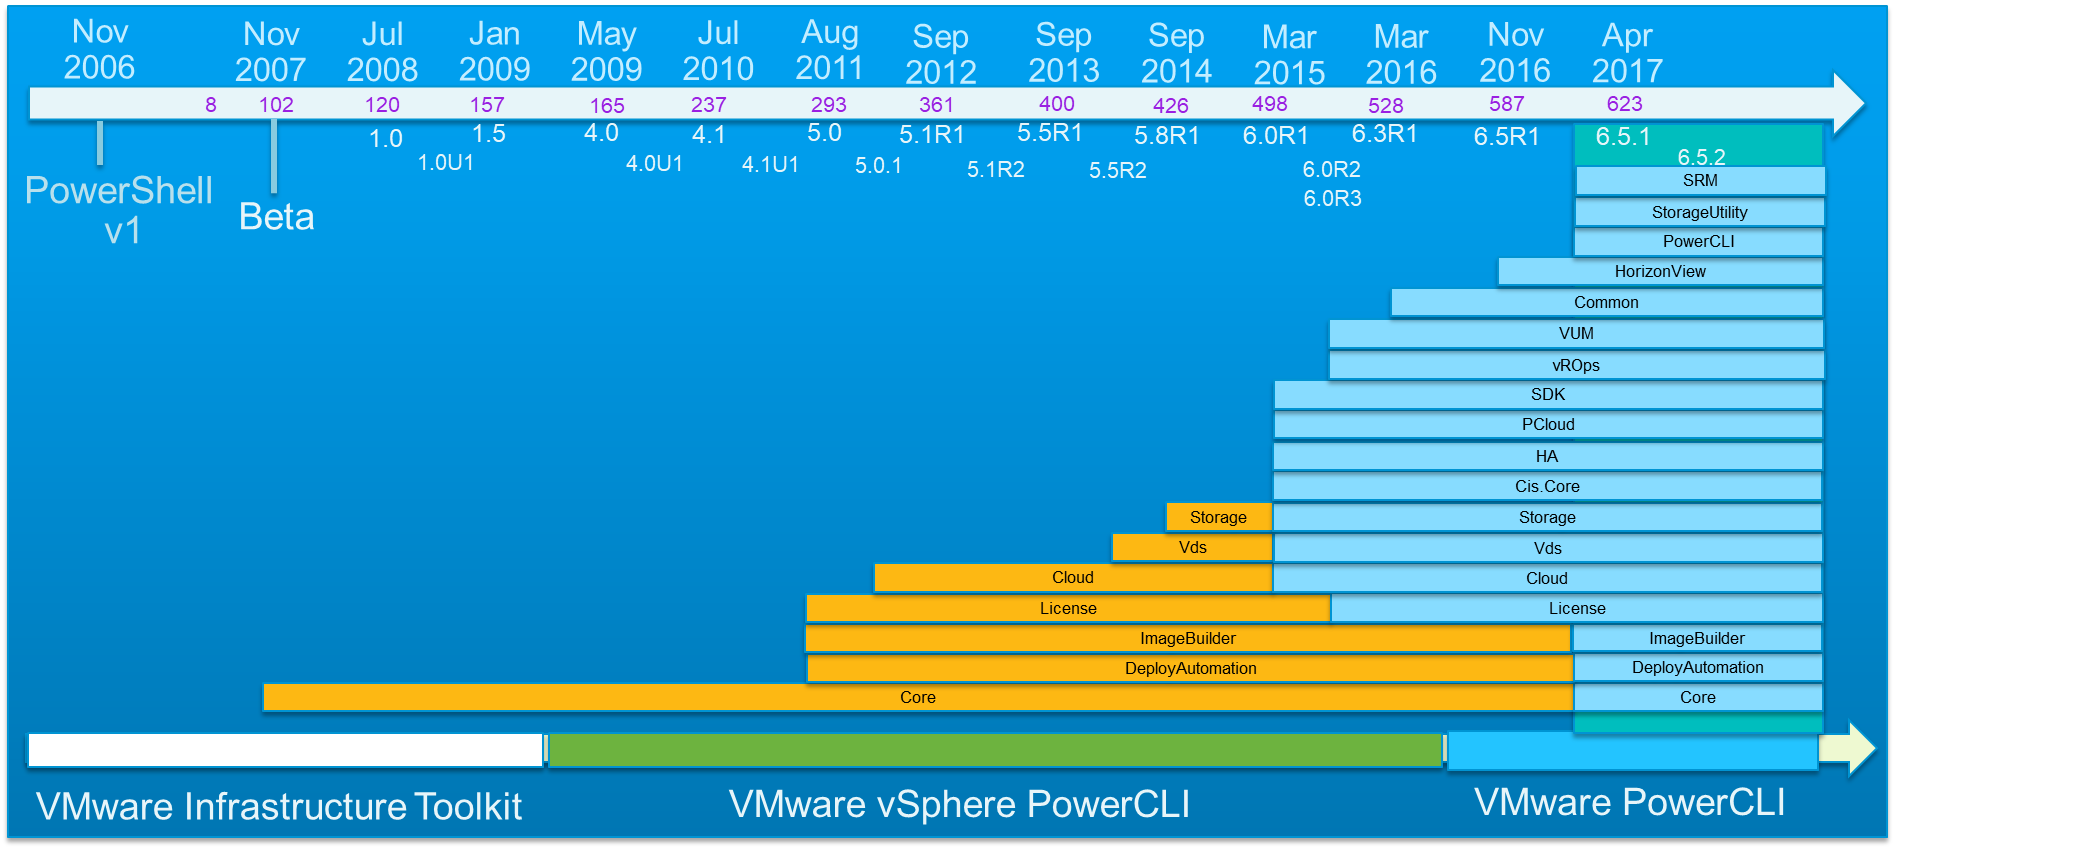 Nov 2006
Nov 2007
Jul 2008
Jan 2009
May 2009
Jul 2010
Aug 2011
Sep 2012
Sep 2013
Sep 2014
Mar 2015
Mar 2016
Nov 2016
Apr 2017
8 102 120 157 165 237 293 361 400 426 498 528 587 623
1.0 1.5 4.0 4.1 5.0 5.1R1 5.5R1 5.8R1 6.0R1 6.3R1 6.5R1 6.5.1
1.0U1 4.0U1 4.1U1 5.0.1 5.1R2 5.5R2 6.0R2 6.5.2
6.0R3
PowerShell
v1
Beta
SRM
StorageUtility
PowerCLI
HorizonView
Common
VUM
vROps
SDK
PCloud
HA
Cis.Core
Storage Storage
Vds Vds
Cloud Cloud
License License
ImageBuilder ImageBuilder
DeployAutomation DeployAutomation
Core Core
VMware Infrastructure Toolkit
VMware vSphere PowerCLI
VMware PowerCLI